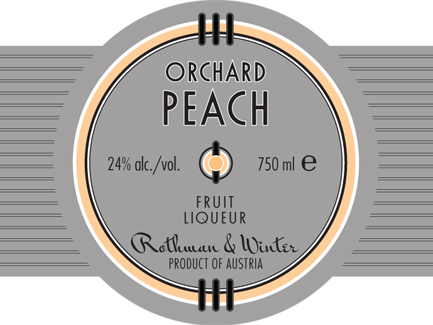 ORCHARD
PEACH
24% alc./vol. 750 ml e
FRUIT
LIQUEUR
Rothman & Winter
PRODUCT OF AUSTRIA